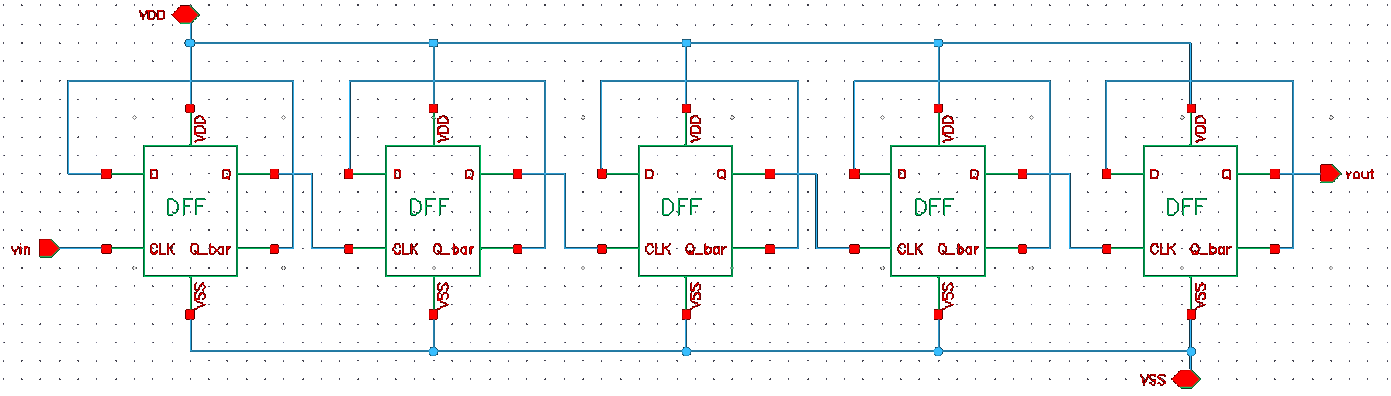 VDD
VDD VDD VDD VDD VDD
D Q D Q D Q D Q D Q vout
DFF DFF DFF DFF DFF
vin CLK Q_bar CLK Q_bar CLK Q_bar CLK Q_bar CLK Q_bar
VSS VSS VSS VSS VSS
VSS